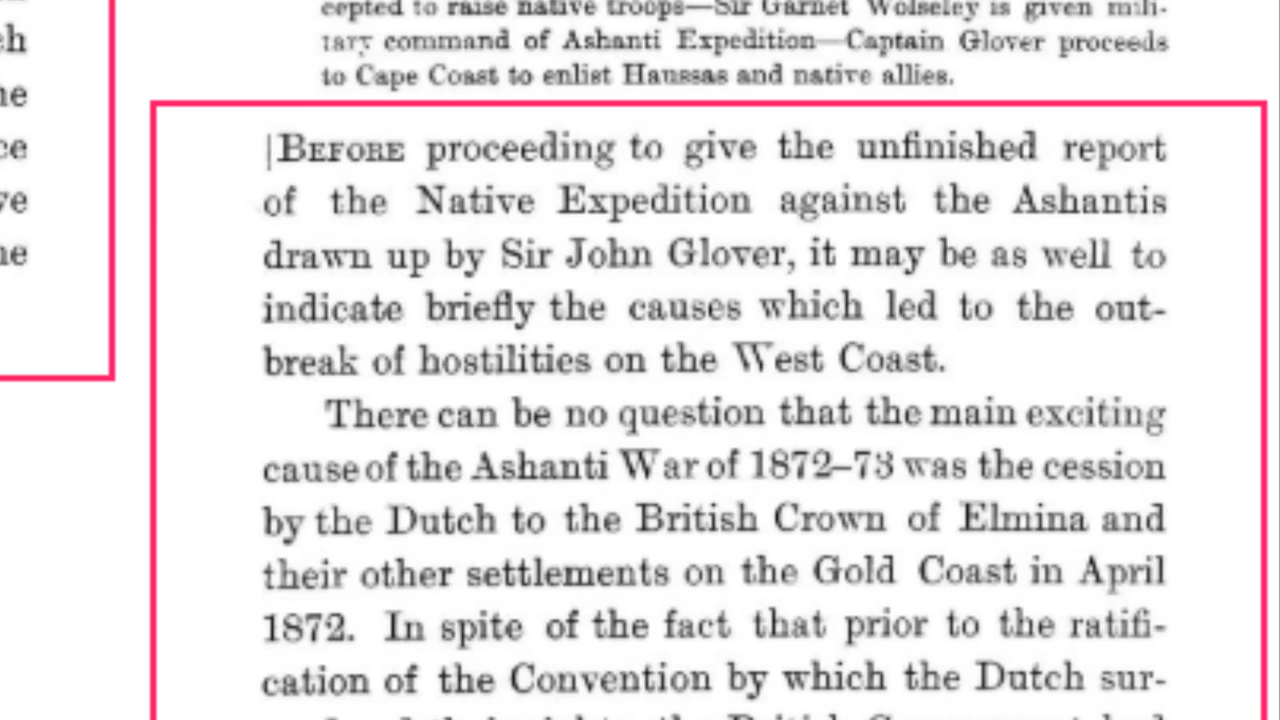 ch
he
ce
ve
he
cepted to raise native troops—Sir Garnet Wolseley is given mili-
tary command of Ashanti Expedition—Captain Glover proceeds
to Cape Coast to enlist Haussas and native allies.
|BEFORE proceeding to give the unfinished report
of the Native Expedition against the Ashantis
drawn up by Sir John Glover, it may be as well to
indicate briefly the causes which led to the out-
break of hostilities on the West Coast.
There can be no question that the main exciting
cause of the Ashanti War of 1872–73 was the cession
by the Dutch to the British Crown of Elmina and
their other settlements on the Gold Coast in April
1872. In spite of the fact that prior to the ratifi-
cation of the Convention by which the Dutch sur-